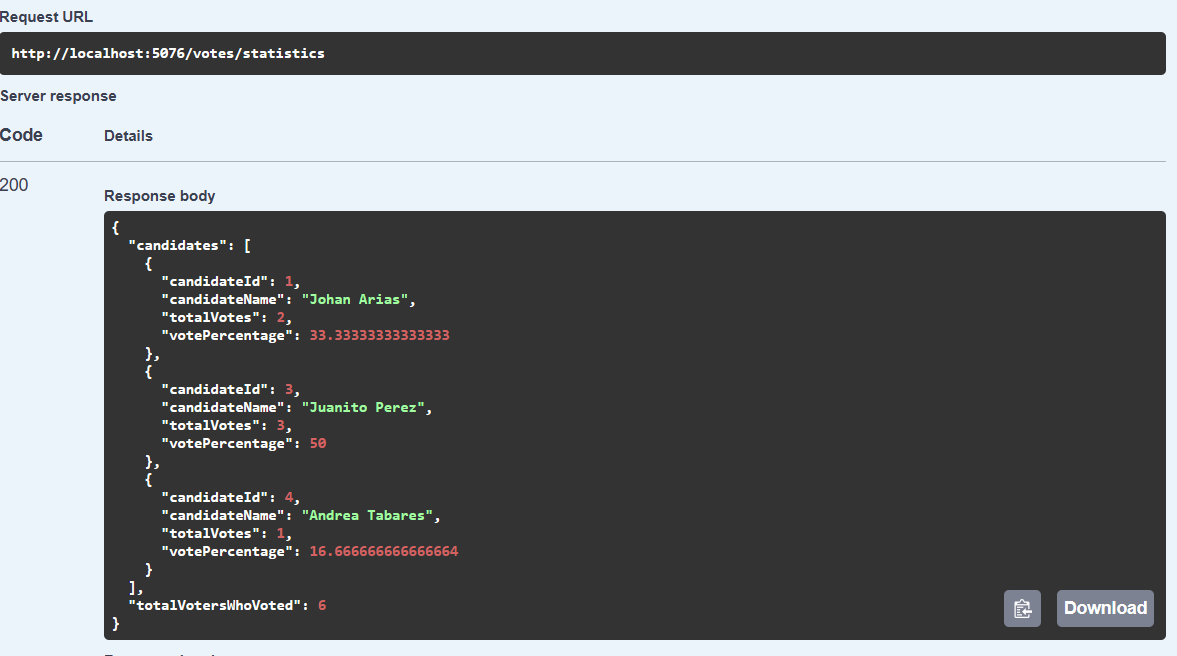 Request URL
http://localhost:5076/votes/statistics
Server response
Code Details
200
Response body
{
  "candidates": [
    {
      "candidateId": 1,
      "candidateName": "Johan Arias",
      "totalVotes": 2,
      "votePercentage": 33.33333333333333
    },
    {
      "candidateId": 3,
      "candidateName": "Juanito Perez",
      "totalVotes": 3,
      "votePercentage": 50
    },
    {
      "candidateId": 4,
      "candidateName": "Andrea Tabares",
      "totalVotes": 1,
      "votePercentage": 16.666666666666664
    }
  ],
  "totalVotersWhoVoted": 6
}
Download